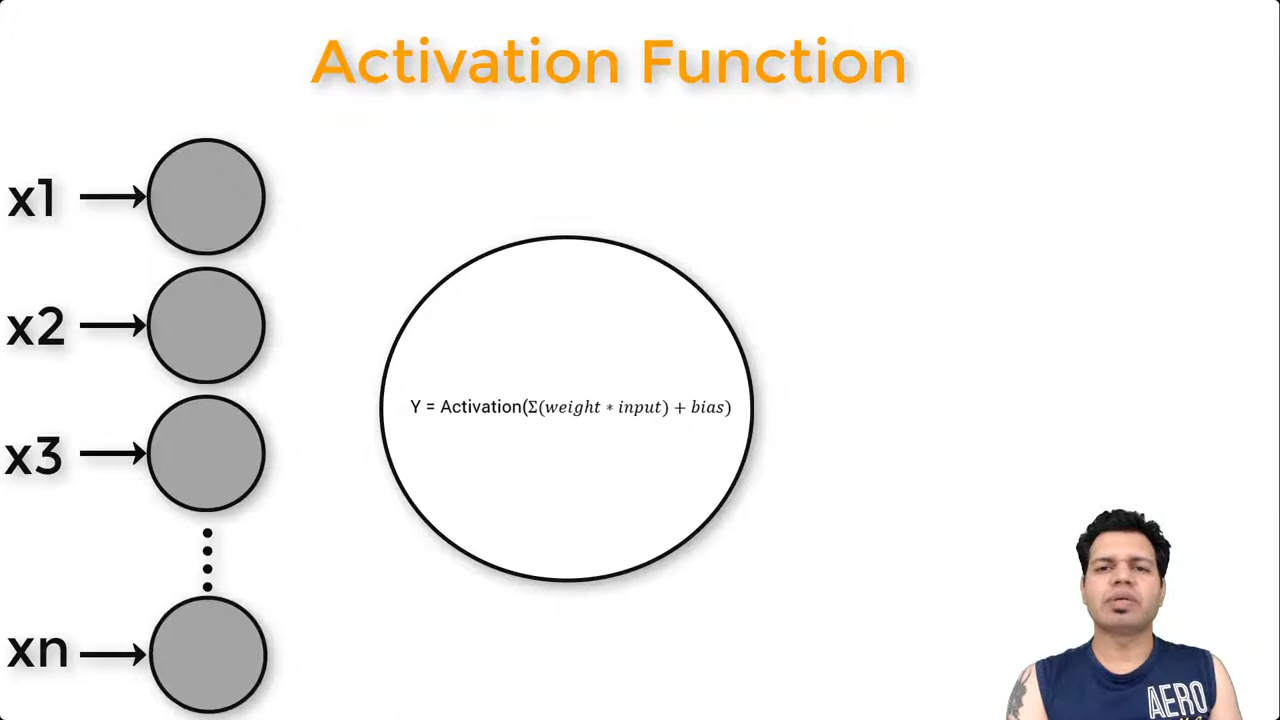 Activation Function
x1
x2
x3
xn
Y = Activation(Σ(weight * input) + bias)
AERO